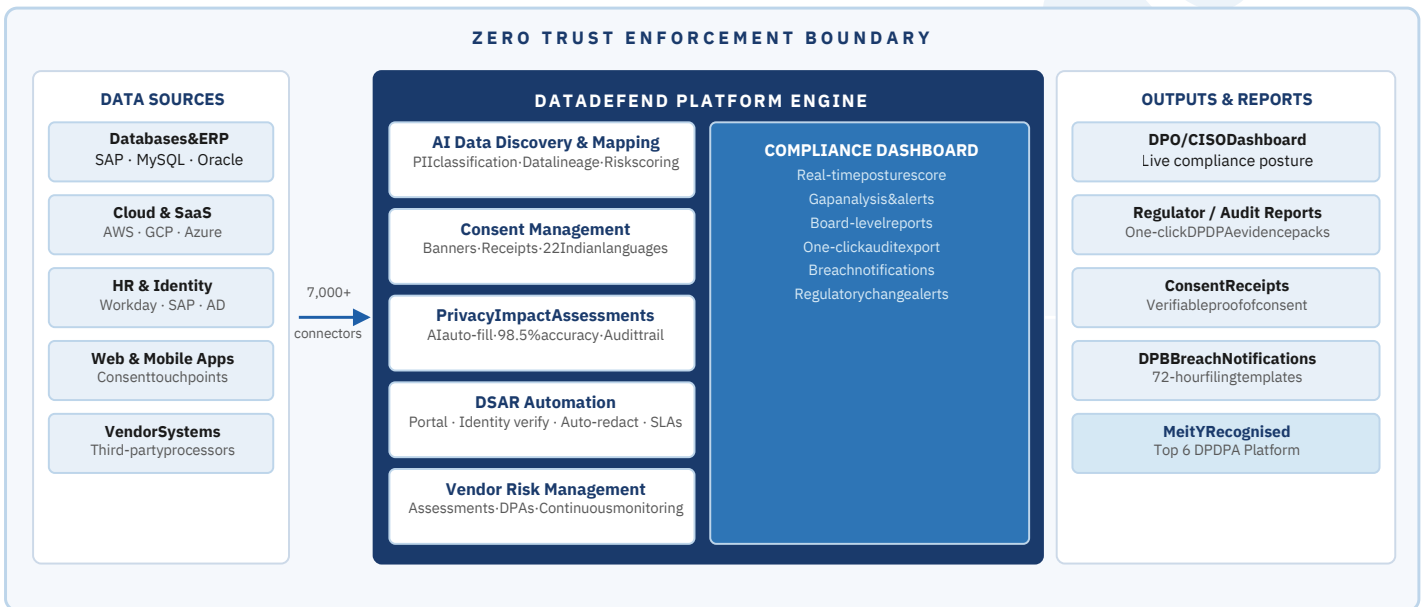 ZERO TRUST ENFORCEMENT BOUNDARY
DATA SOURCES
Databases&ERP
SAP · MySQL · Oracle
Cloud & SaaS
AWS · GCP · Azure
HR & Identity
Workday · SAP · AD
Web & Mobile Apps
Consenttouchpoints
VendorSystems
Third-partyprocessors
7,000+
connectors
DATADEFEND PLATFORM ENGINE
AI Data Discovery & Mapping
PIIclassification·Datalineage·Riskscoring
Consent Management
Banners·Receipts·22Indianlanguages
PrivacyImpactAssessments
AIauto-fill·98.5%accuracy·Audittrail
DSAR Automation
Portal · Identity verify · Auto-redact · SLAs
Vendor Risk Management
Assessments·DPAs·Continuousmonitoring
COMPLIANCE DASHBOARD
Real-timeposturescore
Gapanalysis&alerts
Board-levelreports
One-clickauditexport
Breachnotifications
Regulatorychangealerts
OUTPUTS & REPORTS
DPO/CISODashboard
Live compliance posture
Regulator / Audit Reports
One-clickDPDPAevidencepacks
ConsentReceipts
Verifiableproofofconsent
DPBBreachNotifications
72-hourfilingtemplates
MeitYRecognised
Top 6 DPDPA Platform